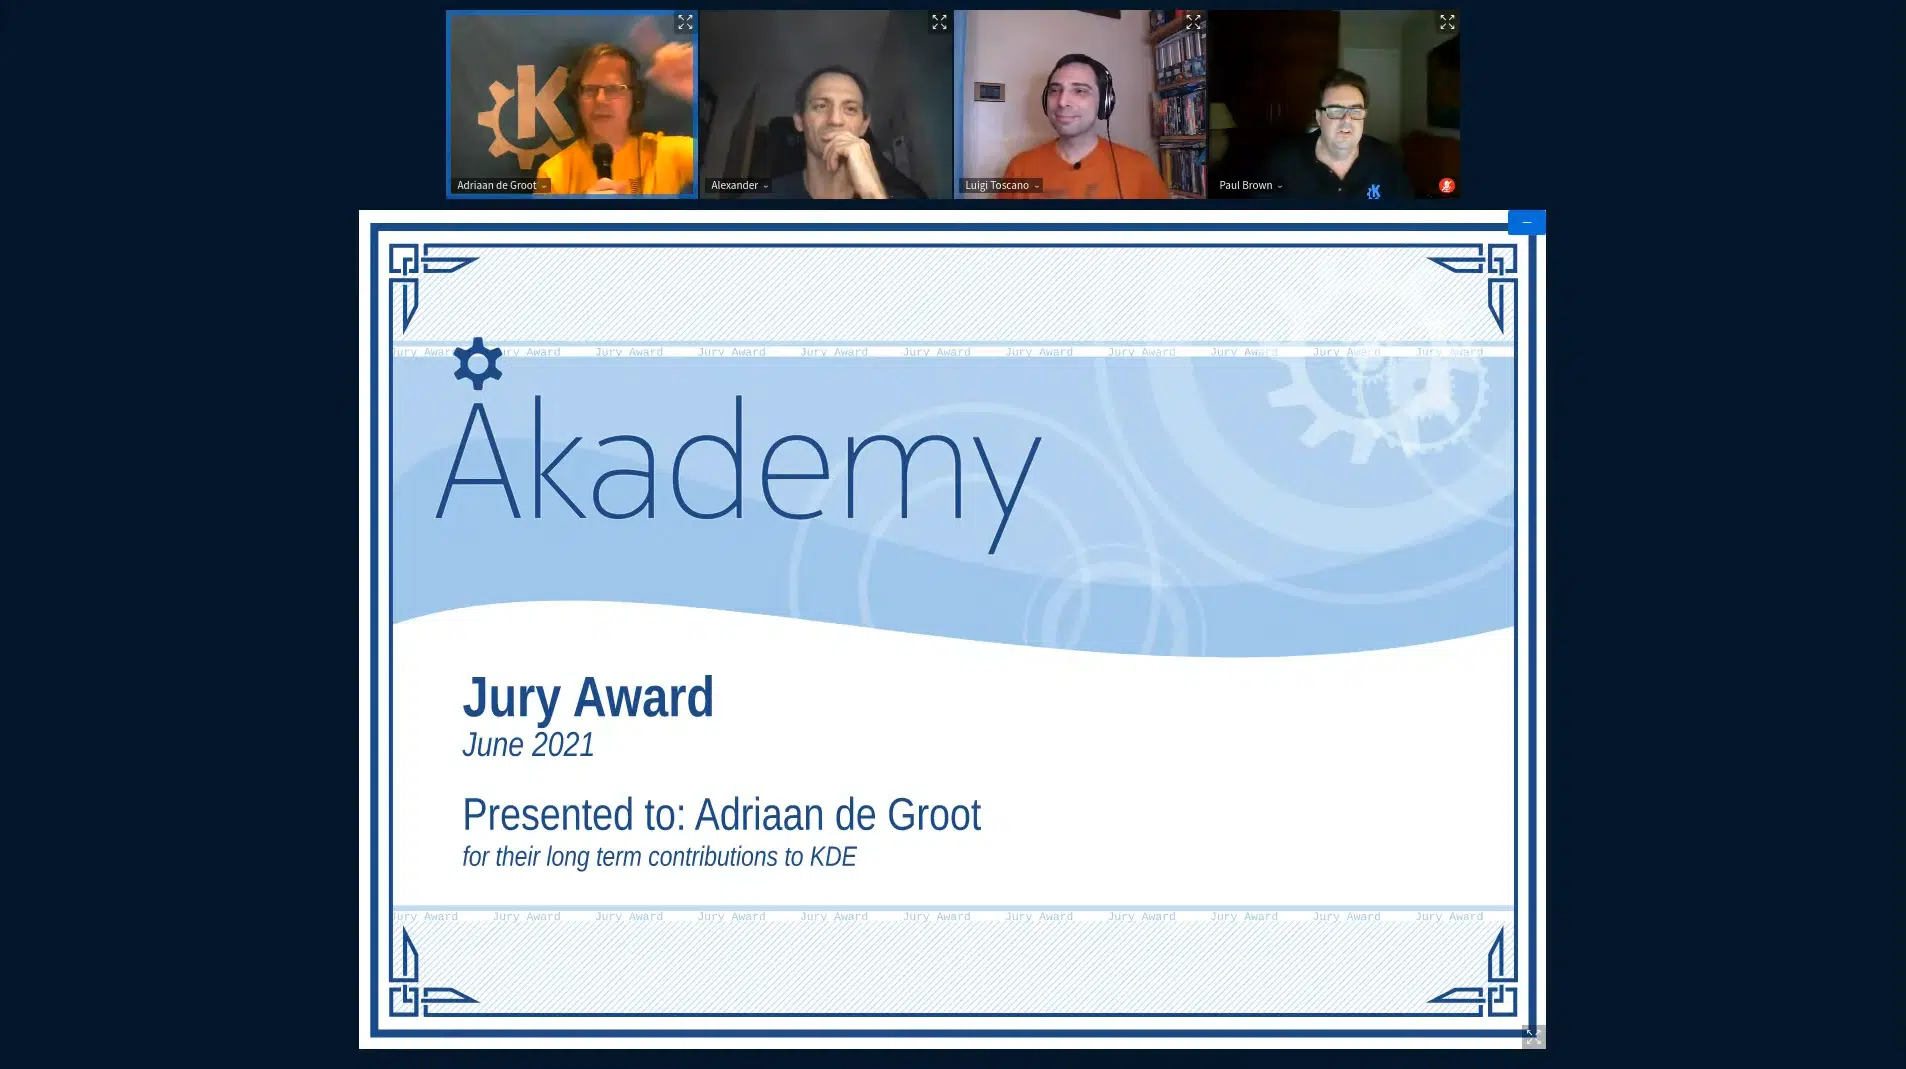 Adriaan de Groot
Alexander
Luigi Toscano
Paul Brown
Jury Award Jury Award Jury Award Jury Award Jury Award Jury Award Jury Award Jury Award Jury Award Jury Award Jury Award
Akademy
Jury Award
June 2021
Presented to: Adriaan de Groot
for their long term contributions to KDE
Jury Award Jury Award Jury Award Jury Award Jury Award Jury Award Jury Award Jury Award Jury Award Jury Award Jury Award